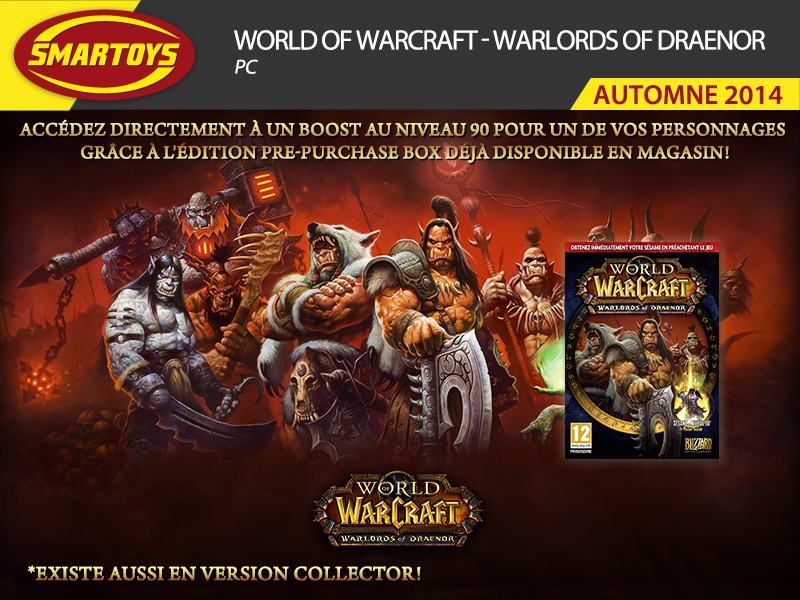 SMARTOYS
WORLD OF WARCRAFT - WARLORDS OF DRAENOR
PC
AUTOMNE 2014
ACCÉDEZ DIRECTEMENT À UN BOOST AU NIVEAU 90 POUR UN DE VOS PERSONNAGES
GRÂCE À L'ÉDITION PRE-PURCHASE BOX DÉJÀ DISPONIBLE EN MAGASIN!
OBTENEZ IMMÉDIATEMENT VOTRE SÉSAME EN PRÉACHETANT LE JEU
WORLD
OF
WARCRAFT
WARLORDS OF DRAENOR
12
PROVISOIRE
BLIZZARD
ENTERTAINMENT
WORLD
OF
WARCRAFT
WARLORDS OF DRAENOR
*EXISTE AUSSI EN VERSION COLLECTOR!